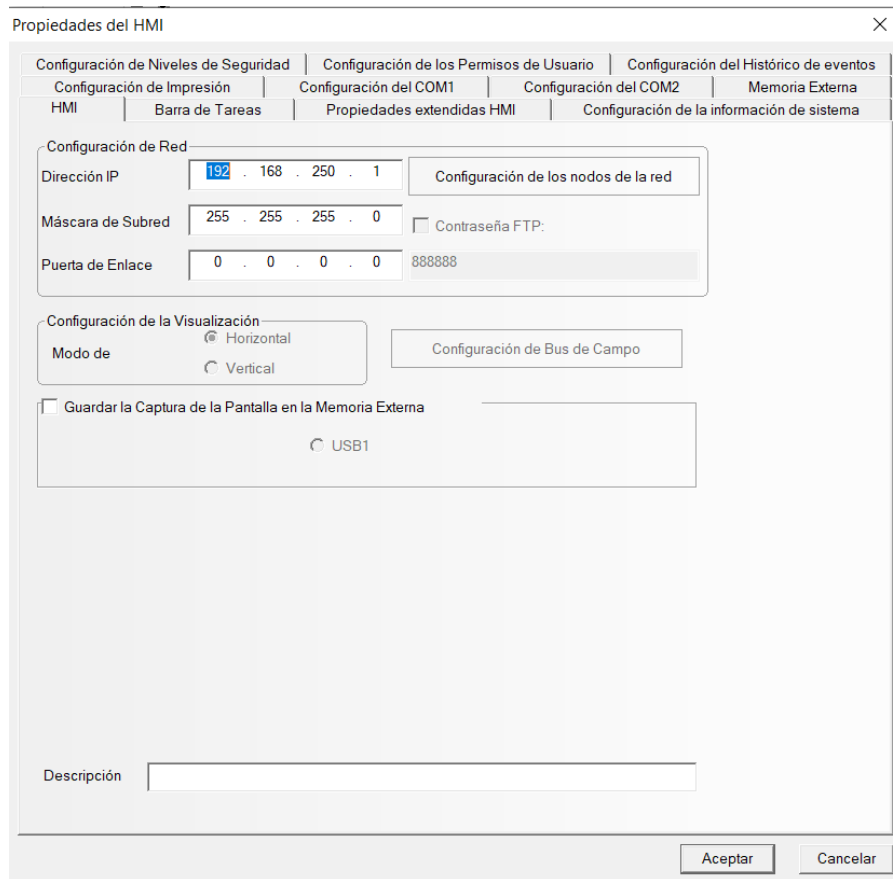 Propiedades del HMI
Configuración de Niveles de Seguridad Configuración de los Permisos de Usuario Configuración del Histórico de eventos
Configuración de Impresión Configuración del COM1 Configuración del COM2 Memoria Externa
HMI Barra de Tareas Propiedades extendidas HMI Configuración de la información de sistema
Configuración de Red
Dirección IP 192 . 168 . 250 . 1 Configuración de los nodos de la red
Máscara de Subred 255 . 255 . 255 . 0 Contraseña FTP:
Puerta de Enlace 0 . 0 . 0 . 0 888888
Configuración de la Visualización
Modo de Horizontal
Vertical
Configuración de Bus de Campo
Guardar la Captura de la Pantalla en la Memoria Externa
USB1
Descripción
Aceptar Cancelar